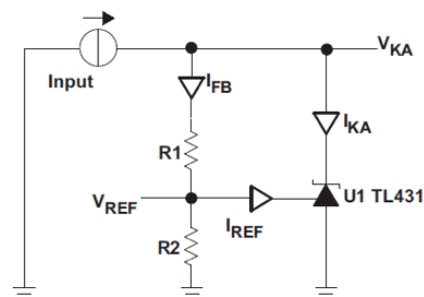 V_KA
Input
I_FB
I_KA
R1
U1 TL431
V_REF
I_REF
R2